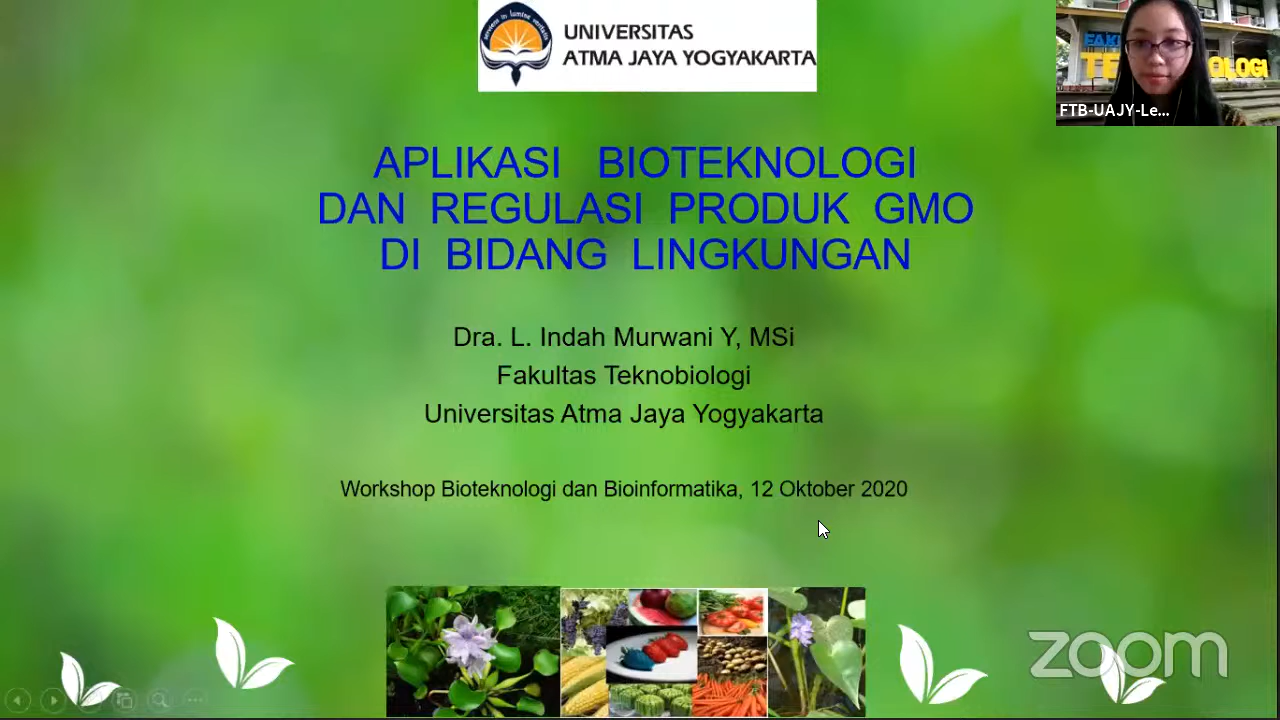 UNIVERSITAS
ATMA JAYA YOGYAKARTA
FTB-UAJY-Le...
APLIKASI BIOTEKNOLOGI
DAN REGULASI PRODUK GMO
DI BIDANG LINGKUNGAN
Dra. L. Indah Murwani Y, MSi
Fakultas Teknobiologi
Universitas Atma Jaya Yogyakarta
Workshop Bioteknologi dan Bioinformatika, 12 Oktober 2020
zoom